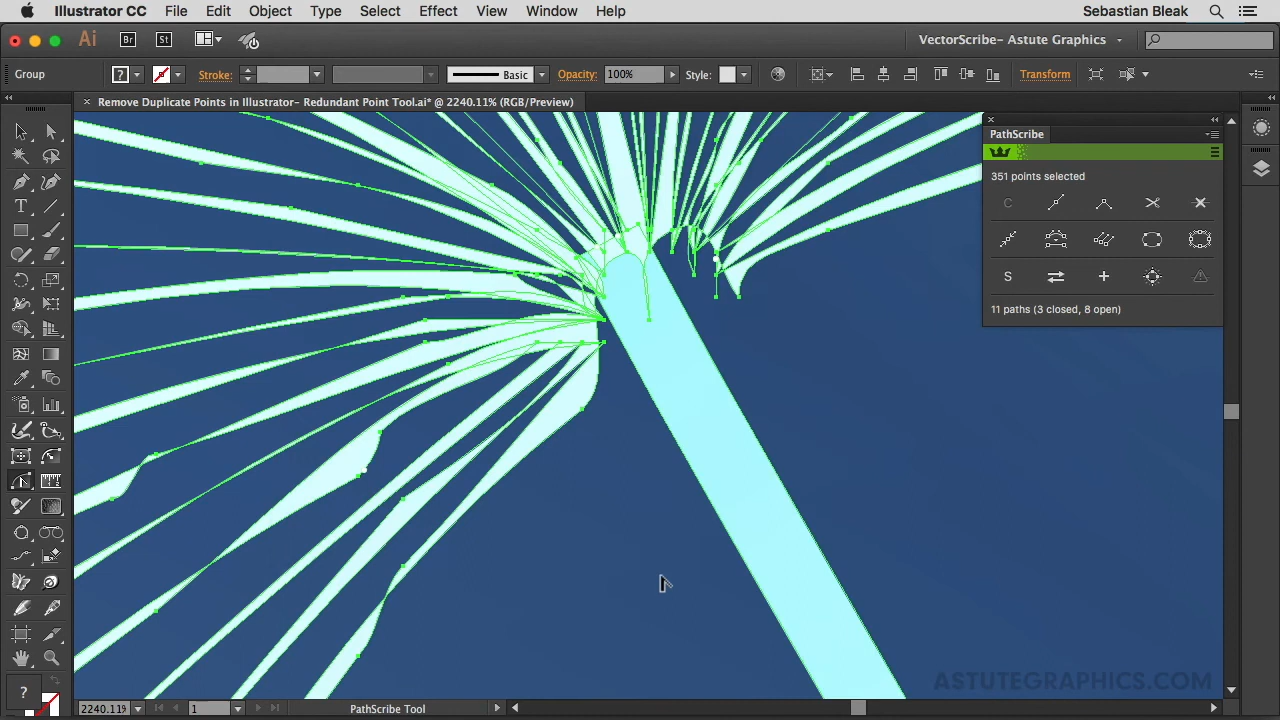 Illustrator CC File Edit Object Type Select Effect View Window Help Sebastian Bleak
Ai Br St VectorScribe- Astute Graphics
Group ? Stroke: Basic Opacity: 100% Style: Transform
× Remove Duplicate Points in Illustrator- Redundant Point Tool.ai* @ 2240.11% (RGB/Preview)
PathScribe
351 points selected
C
S
11 paths (3 closed, 8 open)
T
ASTUTEGRAPHICS.COM
?
2240.11% 1 PathScribe Tool